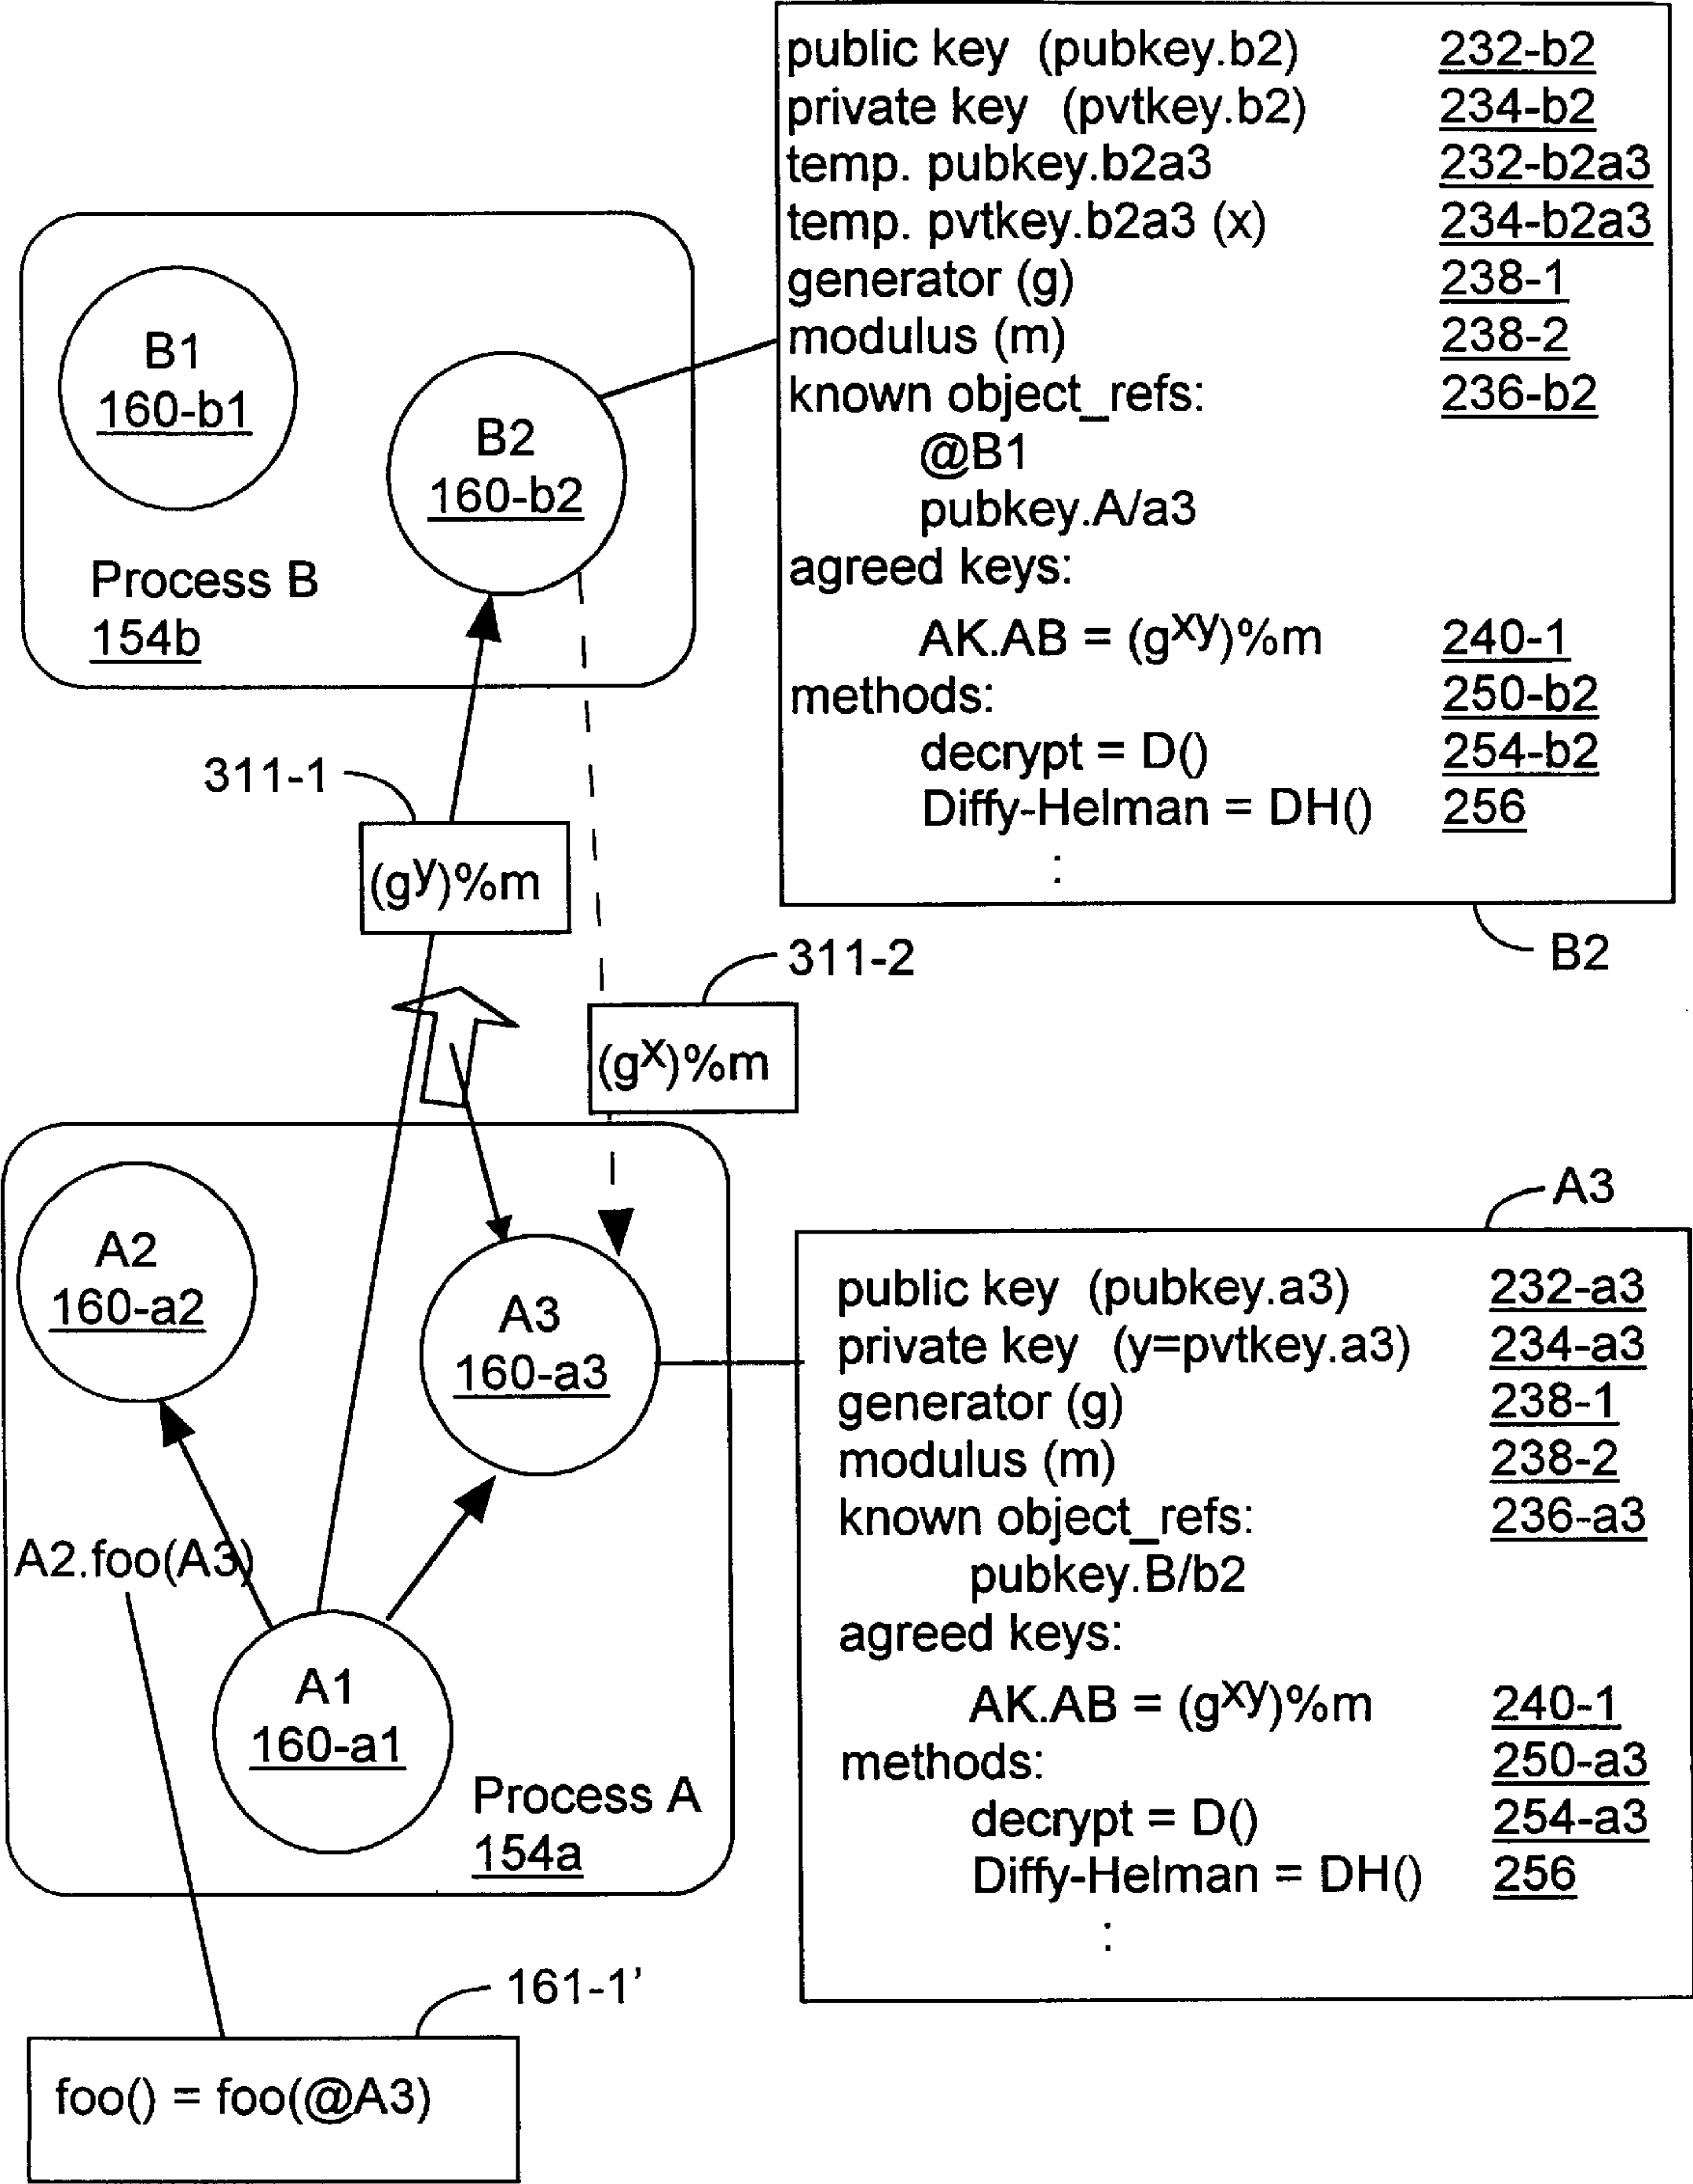 public key (pubkey.b2) 232-b2
private key (pvtkey.b2) 234-b2
temp. pubkey.b2a3 232-b2a3
temp. pvtkey.b2a3 (x) 234-b2a3
generator (g) 238-1
modulus (m) 238-2
known object_refs: 236-b2
@B1
pubkey.A/a3
agreed keys:
AK.AB = (g^xy)%m 240-1
methods: 250-b2
decrypt = D() 254-b2
Diffy-Helman = DH() 256
:
B2
B1
160-b1
B2
160-b2
Process B
154b
311-1
(g^y)%m
311-2
(g^x)%m
A2
160-a2
A3
160-a3
A2.foo(A3)
A1
160-a1
Process A
154a
A3
public key (pubkey.a3) 232-a3
private key (y=pvtkey.a3) 234-a3
generator (g) 238-1
modulus (m) 238-2
known object_refs: 236-a3
pubkey.B/b2
agreed keys:
AK.AB = (g^xy)%m 240-1
methods: 250-a3
decrypt = D() 254-a3
Diffy-Helman = DH() 256
:
161-1’
foo() = foo(@A3)